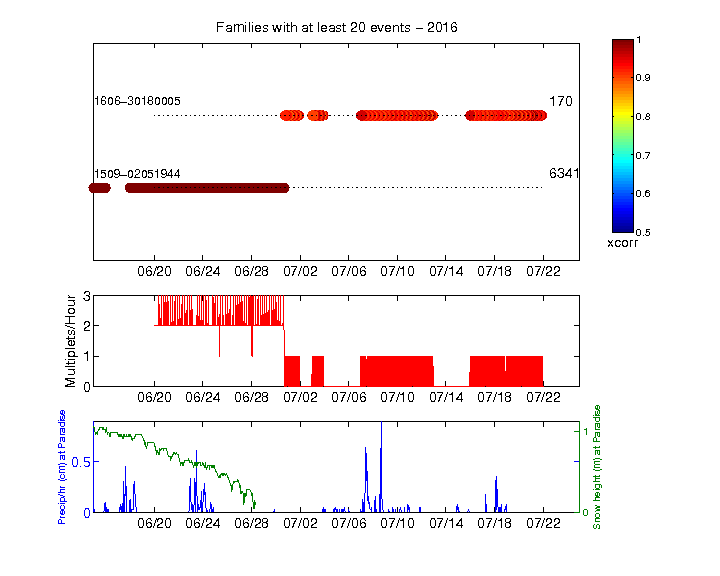 Families with at least 20 events – 2016
1606–30180005
170
1509–02051944
6341
06/20 06/24 06/28 07/02 07/06 07/10 07/14 07/18 07/22
1
0.9
0.8
0.7
0.6
0.5
xcorr
Multiplets/Hour
3
2
1
0
06/20 06/24 06/28 07/02 07/06 07/10 07/14 07/18 07/22
Precip/hr (cm) at Paradise
0.5
0
1
0
Snow height (m) at Paradise
06/20 06/24 06/28 07/02 07/06 07/10 07/14 07/18 07/22